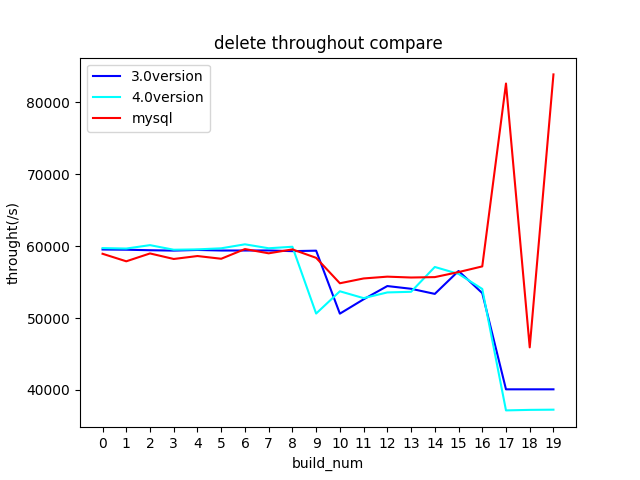 delete throughout compare
3.0version
4.0version
mysql
throught(/s)
80000
70000
60000
50000
40000
0 1 2 3 4 5 6 7 8 9 10 11 12 13 14 15 16 17 18 19
build_num